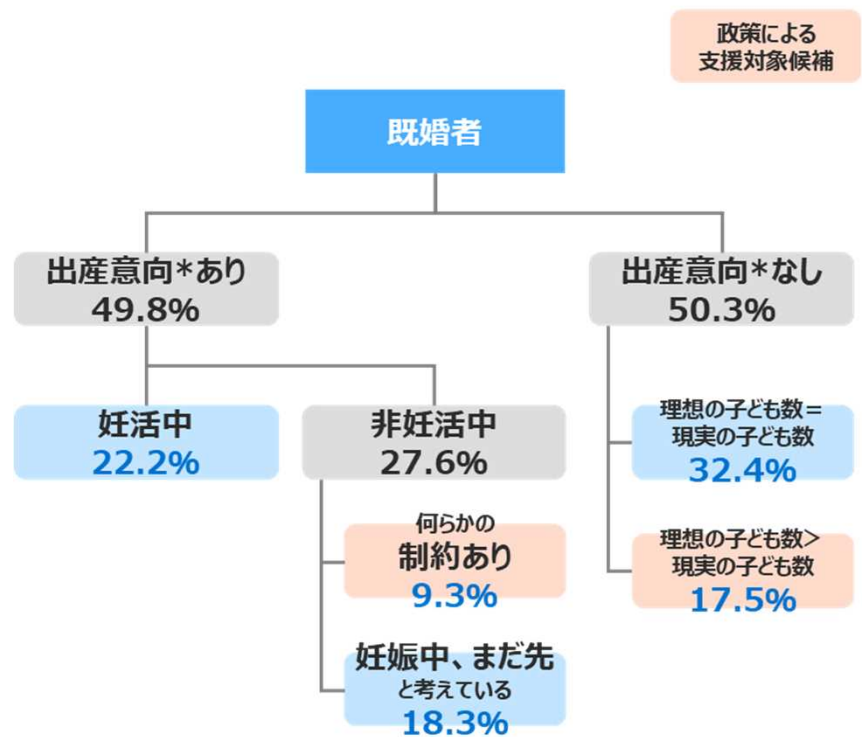 政策による
支援対象候補
既婚者
出産意向*あり
49.8%
出産意向*なし
50.3%
妊活中
22.2%
非妊活中
27.6%
理想の子ども数＝
現実の子ども数
32.4%
何らかの
制約あり
9.3%
理想の子ども数＞
現実の子ども数
17.5%
妊娠中、まだ先
と考えている
18.3%